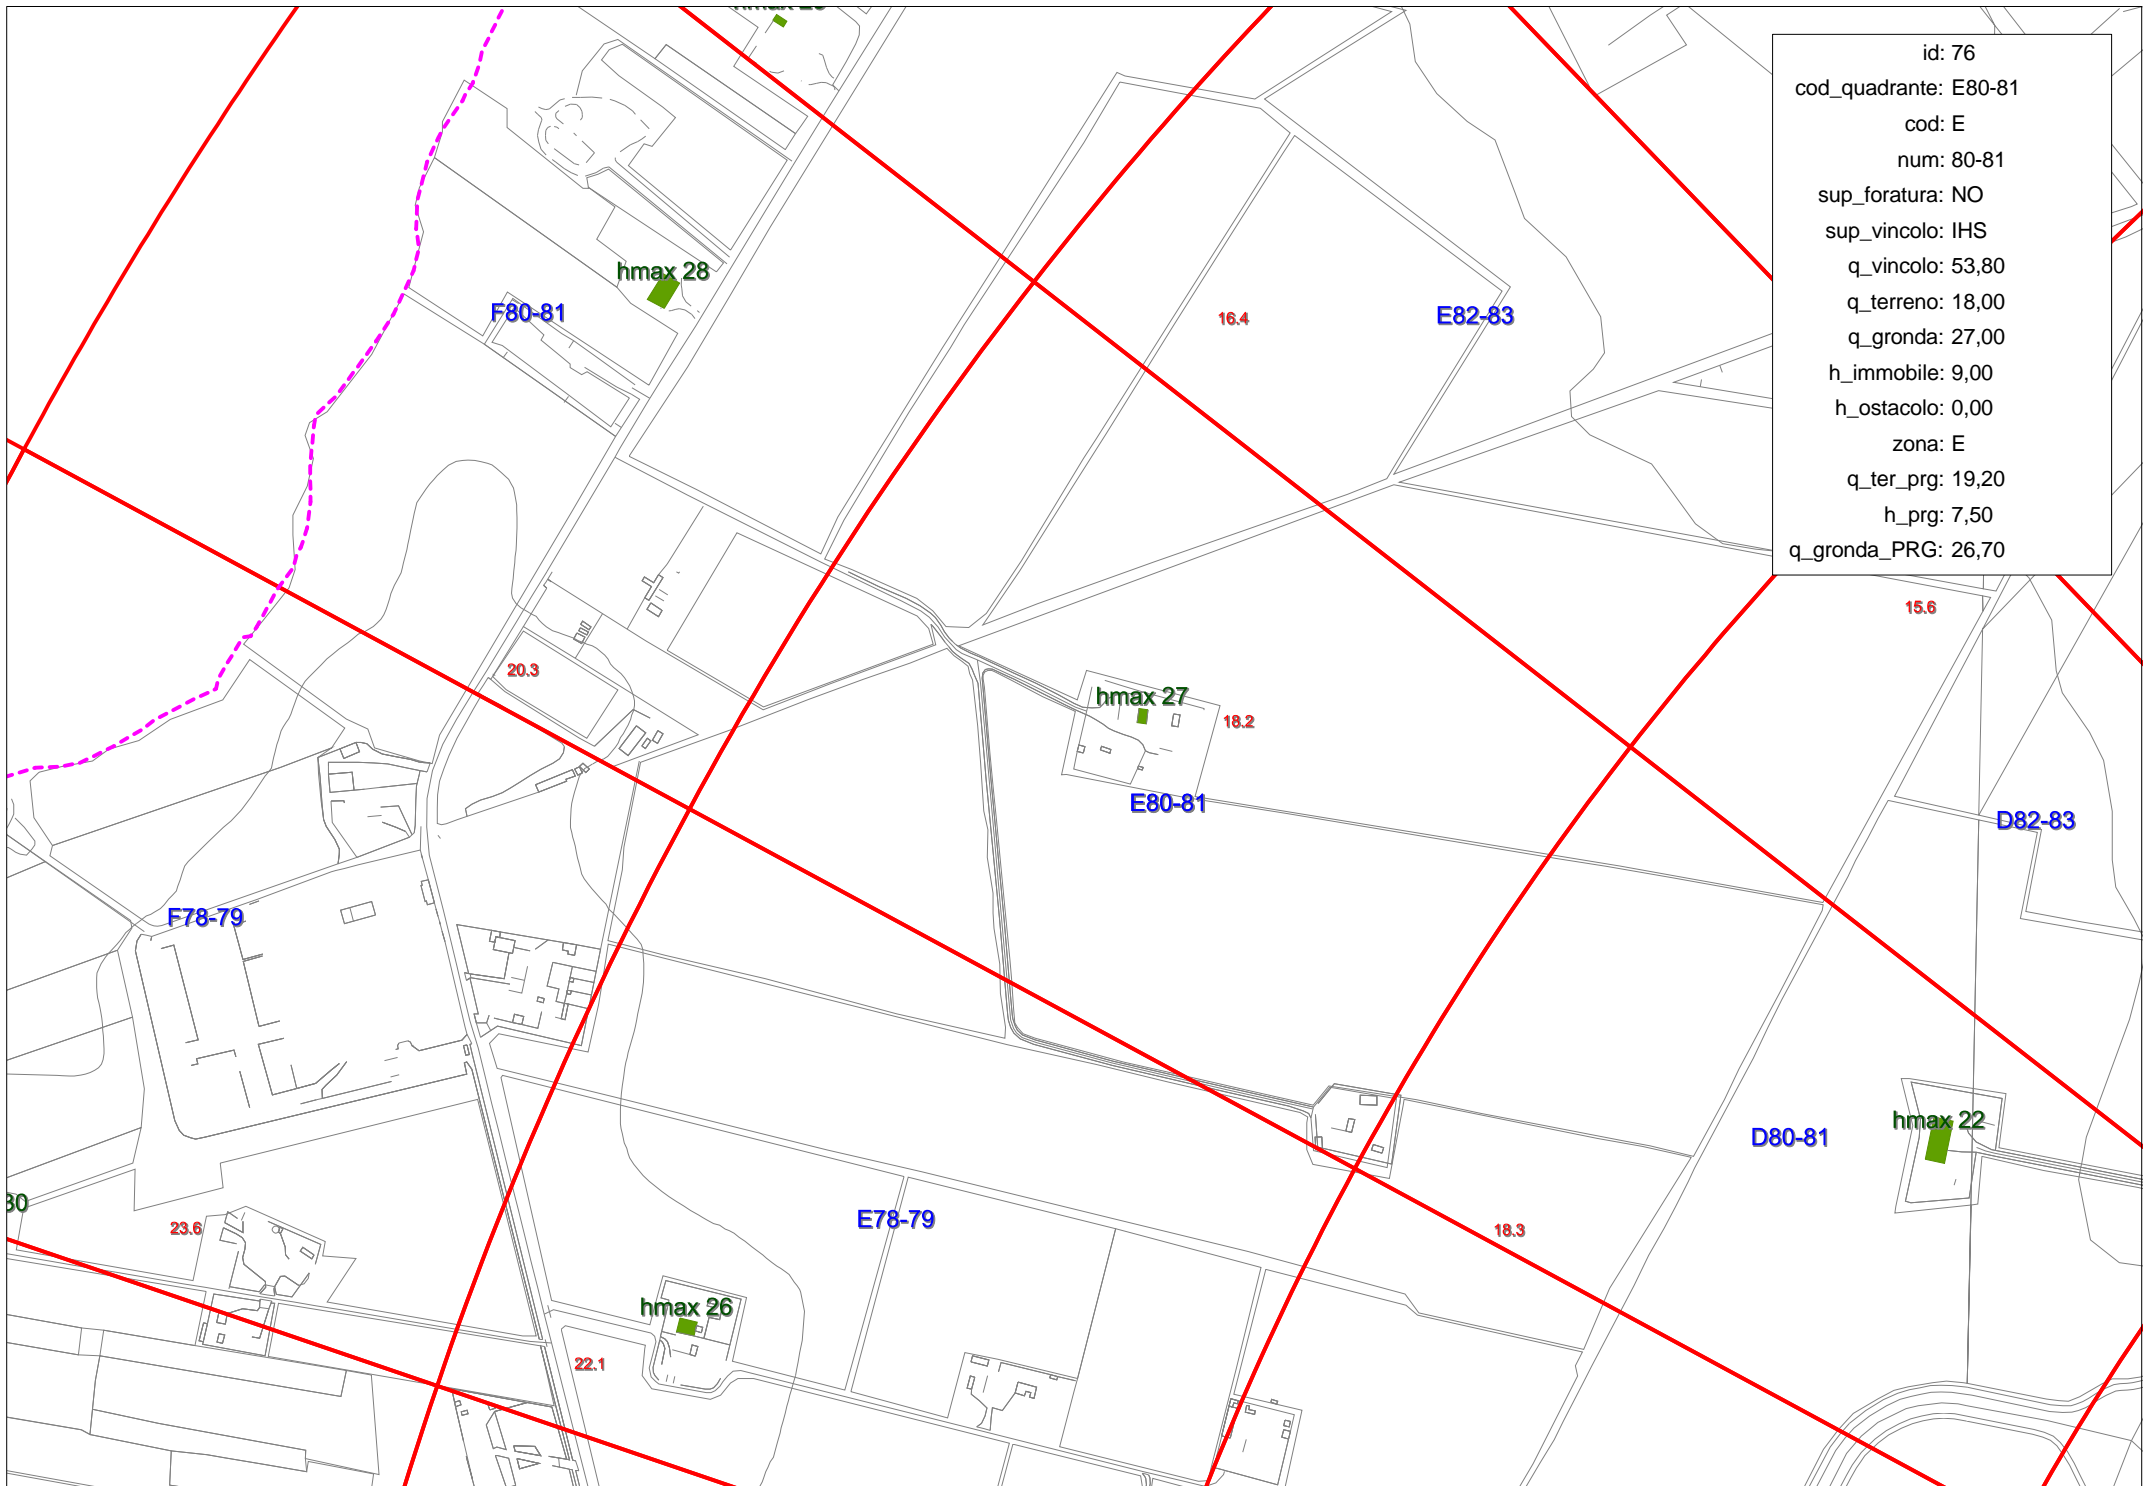 id: 76
cod_quadrante: E80-81
cod: E
num: 80-81
sup_foratura: NO
sup_vincolo: IHS
q_vincolo: 53,80
q_terreno: 18,00
q_gronda: 27,00
h_immobile: 9,00
h_ostacolo: 0,00
zona: E
q_ter_prg: 19,20
h_prg: 7,50
q_gronda_PRG: 26,70
hmax 28
F80-81
16.4
E82-83
15.6
20.3
hmax 27
18.2
E80-81
D82-83
F78-79
hmax 22
D80-81
30
23.6
E78-79
18.3
hmax 26
22.1